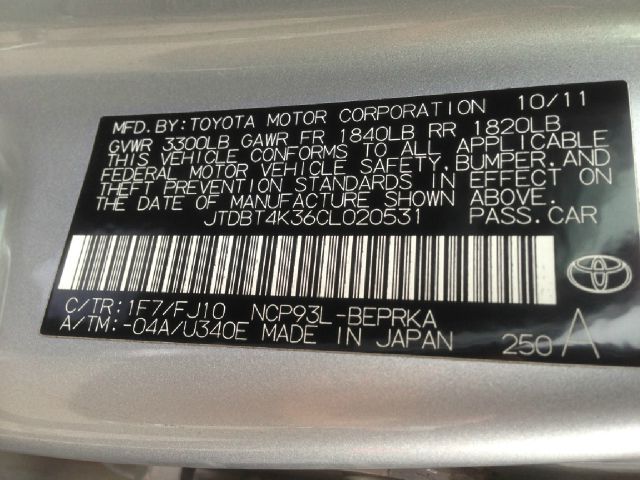 MFD.BY:TOYOTA MOTOR CORPORATION 10/11
GVWR 3300LB GAWR FR 1840LB RR 1820LB
THIS VEHICLE CONFORMS TO ALL APPLICABLE
FEDERAL MOTOR VEHICLE SAFETY,BUMPER,AND
THEFT PREVENTION STANDARDS IN EFFECT ON
THE DATE OF MANUFACTURE SHOWN ABOVE.
JTDBT4K36CL020531 PASS.CAR
C/TR:1F7/FJ10 NCP93L-BEPRKA
A/TM:-04A/U340E MADE IN JAPAN 250 A